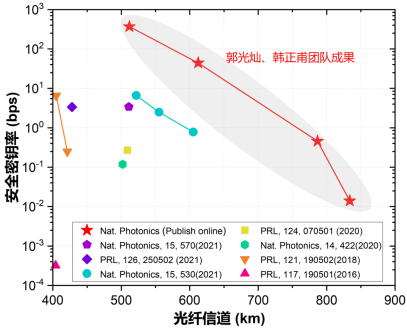 10³
10²
10¹
10⁰
10⁻¹
10⁻²
10⁻³
10⁻⁴
安全密钥率 (bps)
郭光灿、韩正甫团队成果
Nat. Photonics (Publish online)
Nat. Photonics, 15, 570(2021)
PRL, 126, 250502 (2021)
Nat. Photonics, 15, 530(2021)
PRL, 124, 070501 (2020)
Nat. Photonics, 14, 422(2020)
PRL, 121, 190502(2018)
PRL, 117, 190501(2016)
400 500 600 700 800 900
光纤信道 (km)